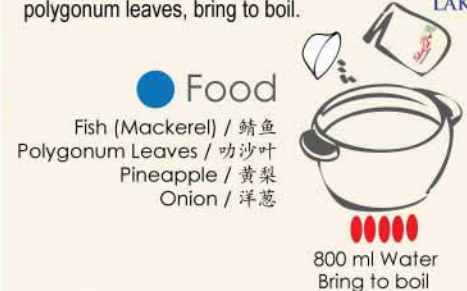 polygonum leaves, bring to boil.
LAK
Food
Fish (Mackerel) / 鲭鱼
Polygonum Leaves / 叻沙叶
Pineapple / 黄梨
Onion / 洋葱
800 ml Water
Bring to boil